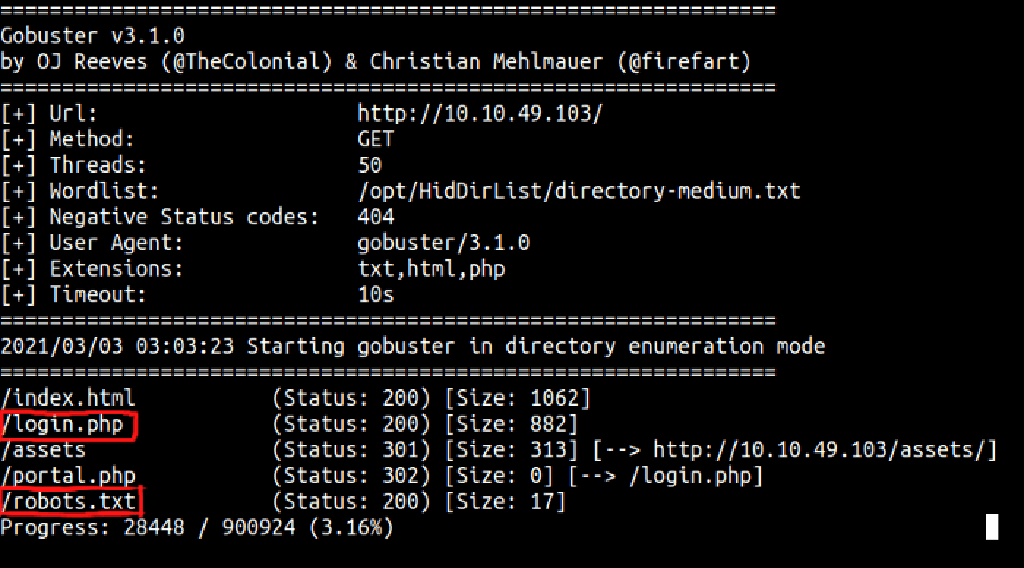 ===============================================================
Gobuster v3.1.0
by OJ Reeves (@TheColonial) & Christian Mehlmauer (@firefart)
===============================================================
[+] Url:                     http://10.10.49.103/
[+] Method:                  GET
[+] Threads:                 50
[+] Wordlist:                /opt/HidDirList/directory-medium.txt
[+] Negative Status codes:   404
[+] User Agent:              gobuster/3.1.0
[+] Extensions:              txt,html,php
[+] Timeout:                 10s
===============================================================
2021/03/03 03:03:23 Starting gobuster in directory enumeration mode
===============================================================
/index.html           (Status: 200) [Size: 1062]
/login.php            (Status: 200) [Size: 882]
/assets               (Status: 301) [Size: 313] [--> http://10.10.49.103/assets/]
/portal.php           (Status: 302) [Size: 0] [--> /login.php]
/robots.txt           (Status: 200) [Size: 17]
Progress: 28448 / 900924 (3.16%)